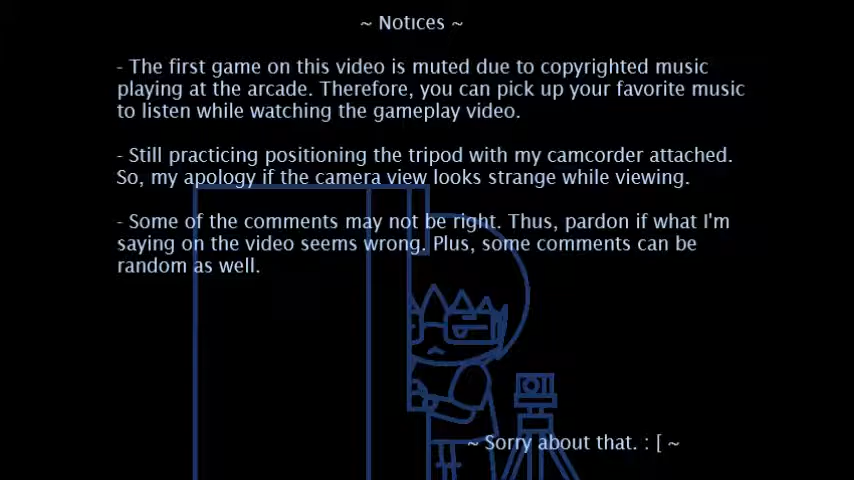 ~ Notices ~
- The first game on this video is muted due to copyrighted music
playing at the arcade. Therefore, you can pick up your favorite music
to listen while watching the gameplay video.
- Still practicing positioning the tripod with my camcorder attached.
So, my apology if the camera view looks strange while viewing.
- Some of the comments may not be right. Thus, pardon if what I'm
saying on the video seems wrong. Plus, some comments can be
random as well.
~ Sorry about that. : [ ~